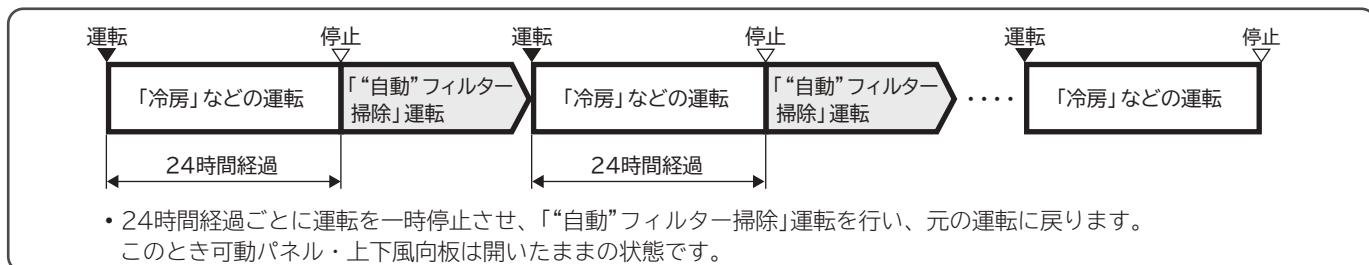 運転 停止 運転 停止 運転 停止
「冷房」などの運転 「“自動”フィルター 「冷房」などの運転 「“自動”フィルター ・・・・ 「冷房」などの運転
掃除」運転 掃除」運転
24時間経過 24時間経過
• 24時間経過ごとに運転を一時停止させ、「“自動”フィルター掃除」運転を行い、元の運転に戻ります。
このとき可動パネル・上下風向板は開いたままの状態です。